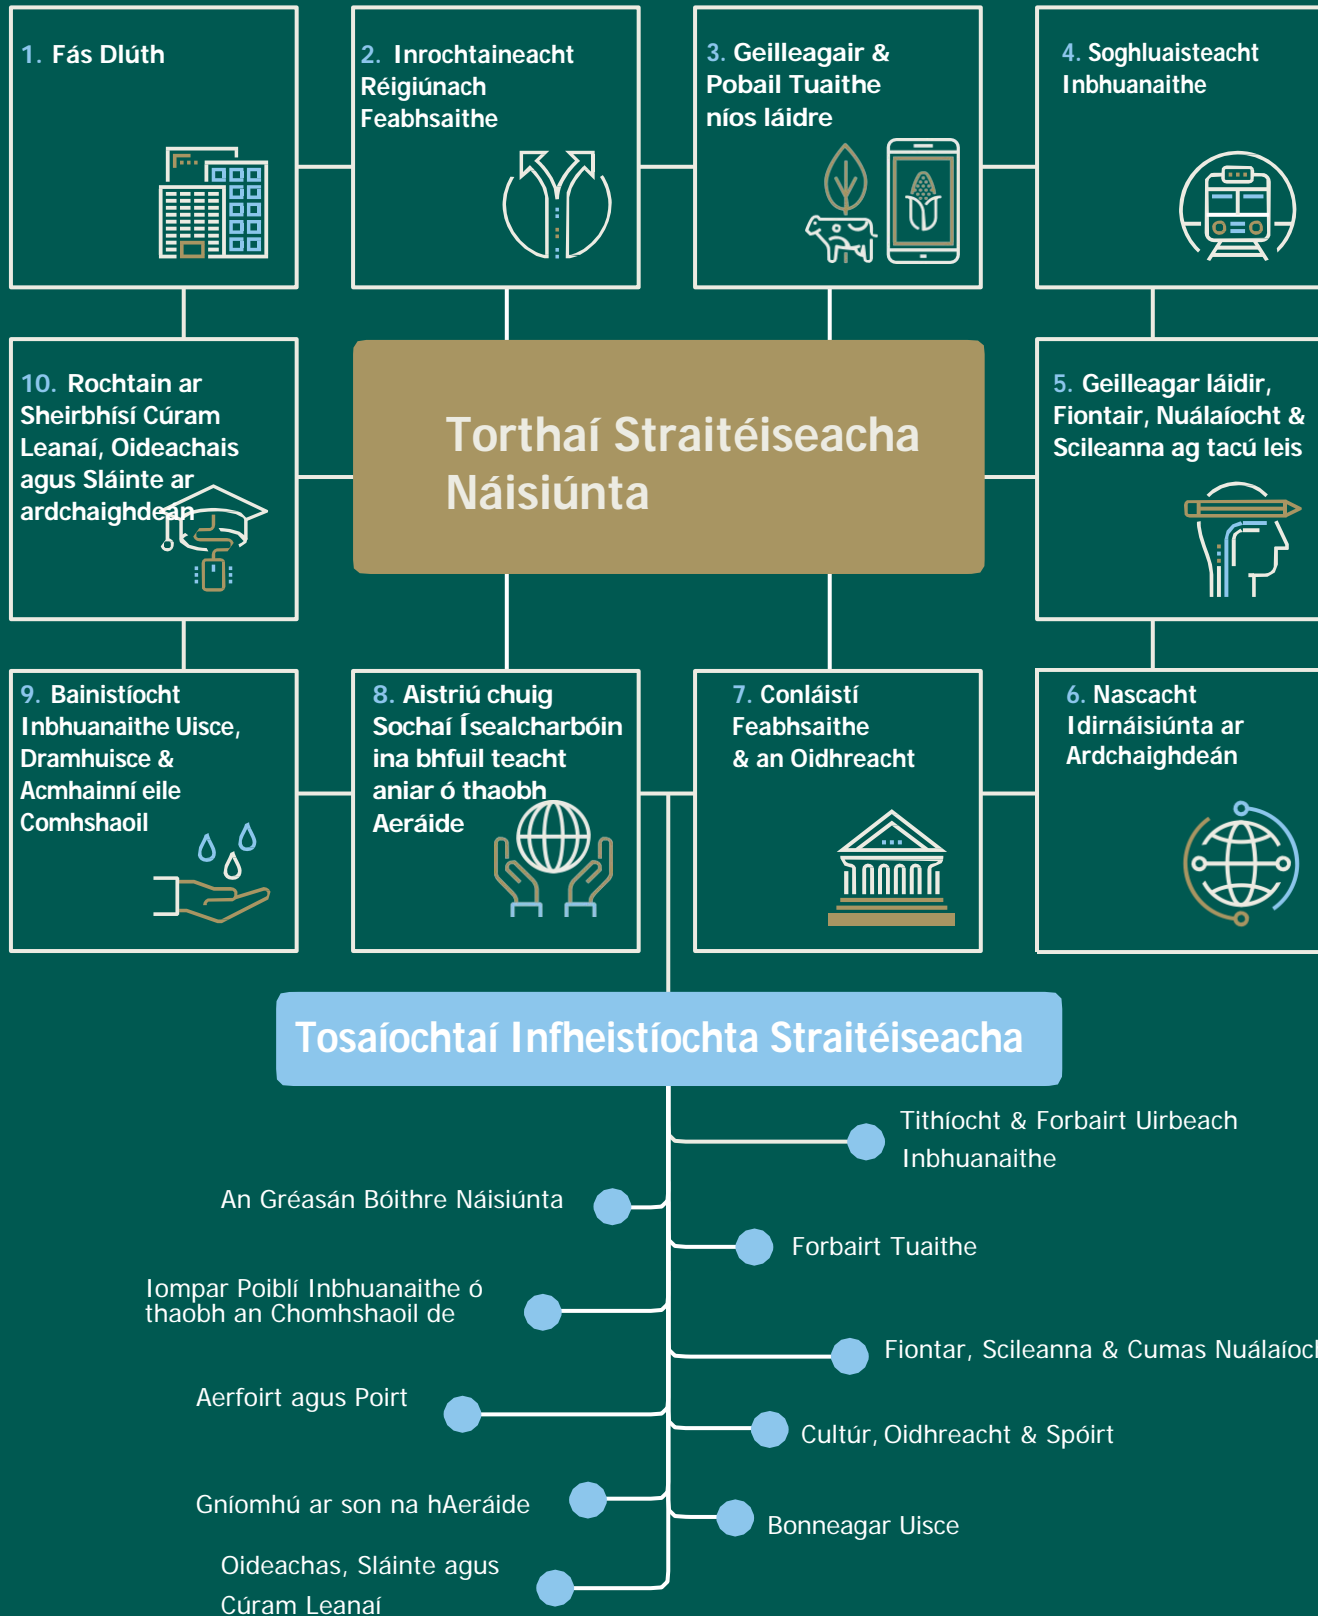 1. Fás Dlúth
2. Inrochtaineacht
Réigiúnach
Feabhsaithe
3. Geilleagair &
Pobail Tuaithe
níos láidre
4. Soghluaisteacht
Inbhuanaithe
10. Rochtain ar
Sheirbhísí Cúram
Leanaí, Oideachais
agus Sláinte ar
ardchaighdeán
Torthaí Straitéiseacha
Náisiúnta
5. Geilleagar láidir,
Fiontair, Nuálaíocht &
Scileanna ag tacú leis
9. Bainistíocht
Inbhuanaithe Uisce,
Dramhuisce &
Acmhainní eile
Comhshaoil
8. Aistriú chuig
Sochaí Ísealcharbóin
ina bhfuil teacht
aniar ó thaobh
Aeráide
7. Conláistí
Feabhsaithe
& an Oidhreacht
6. Nascacht
Idirnáisiúnta ar
Ardchaighdeán
Tosaíochtaí Infheistíochta Straitéiseacha
Tithíocht & Forbairt Uirbeach
Inbhuanaithe
An Gréasán Bóithre Náisiúnta
Forbairt Tuaithe
Iompar Poiblí Inbhuanaithe ó
thaobh an Chomhshaoil de
Fiontar, Scileanna & Cumas
Aerfoirt agus Poirt
Cultúr, Oidhreacht & Spóirt
Gníomhú ar son na hAeráide
Bonneagar Uisce
Oideachas, Sláinte agus
Cúram Leanaí